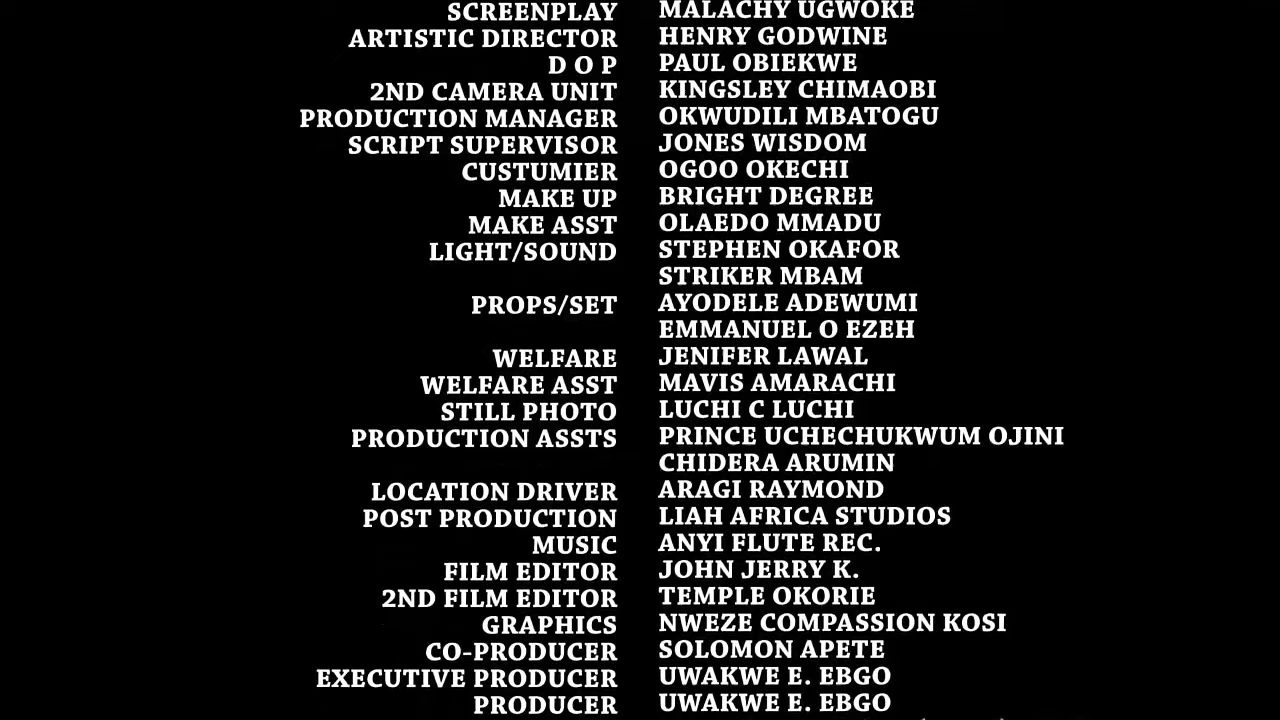 SCREENPLAY MALACHY UGWOKE
ARTISTIC DIRECTOR HENRY GODWINE
D O P PAUL OBIEKWE
2ND CAMERA UNIT KINGSLEY CHIMAOBI
PRODUCTION MANAGER OKWUDILI MBATOGU
SCRIPT SUPERVISOR JONES WISDOM
CUSTUMIER OGOO OKECHI
MAKE UP BRIGHT DEGREE
MAKE ASST OLAEDO MMADU
LIGHT/SOUND STEPHEN OKAFOR
STRIKER MBAM
PROPS/SET AYODELE ADEWUMI
EMMANUEL O EZEH
WELFARE JENIFER LAWAL
WELFARE ASST MAVIS AMARACHI
STILL PHOTO LUCHI C LUCHI
PRODUCTION ASSTS PRINCE UCHECHUKWUM OJINI
CHIDERA ARUMIN
LOCATION DRIVER ARAGI RAYMOND
POST PRODUCTION LIAH AFRICA STUDIOS
MUSIC ANYI FLUTE REC.
FILM EDITOR JOHN JERRY K.
2ND FILM EDITOR TEMPLE OKORIE
GRAPHICS NWEZE COMPASSION KOSI
CO-PRODUCER SOLOMON APETE
EXECUTIVE PRODUCER UWAKWE E. EBGO
PRODUCER UWAKWE E. EBGO